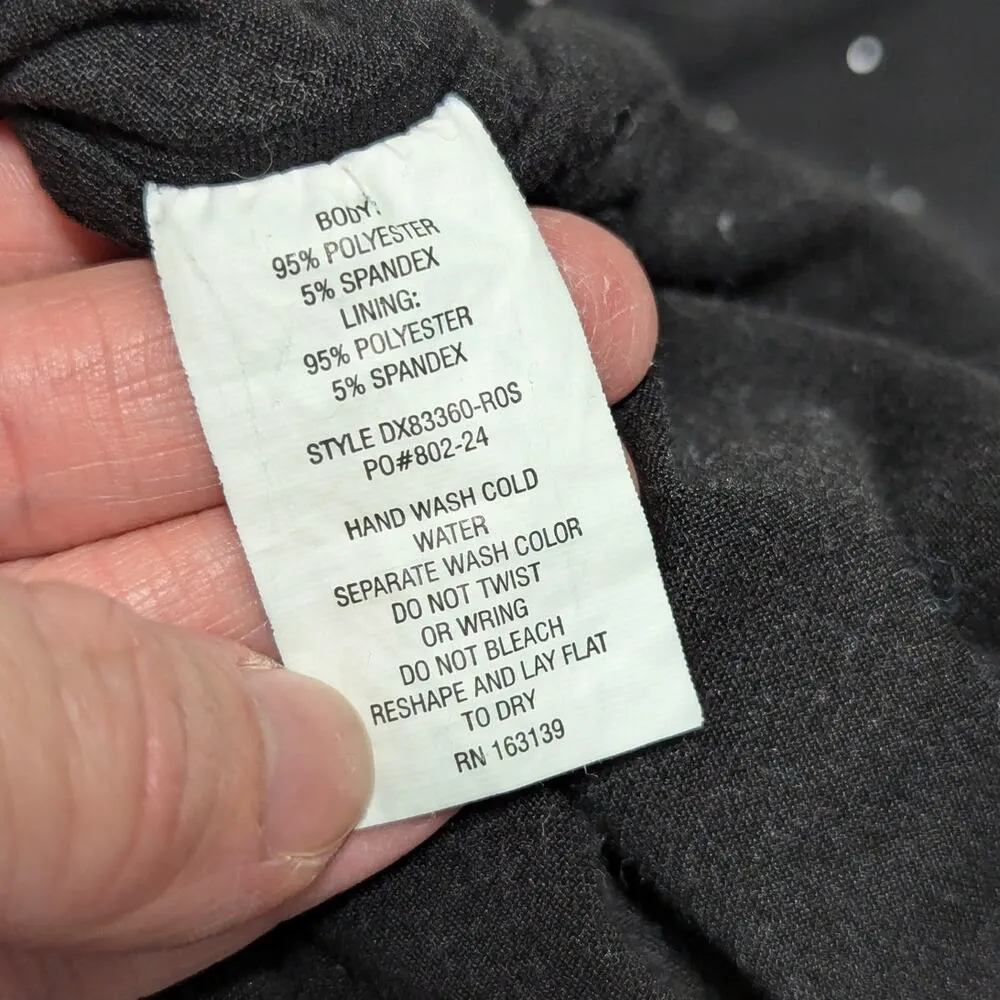 BODY:
95% POLYESTER
5% SPANDEX
LINING:
95% POLYESTER
5% SPANDEX
STYLE DX83360-ROS
PO#802-24
HAND WASH COLD
WATER
SEPARATE WASH COLOR
DO NOT TWIST
OR WRING
DO NOT BLEACH
RESHAPE AND LAY FLAT
TO DRY
RN 163139